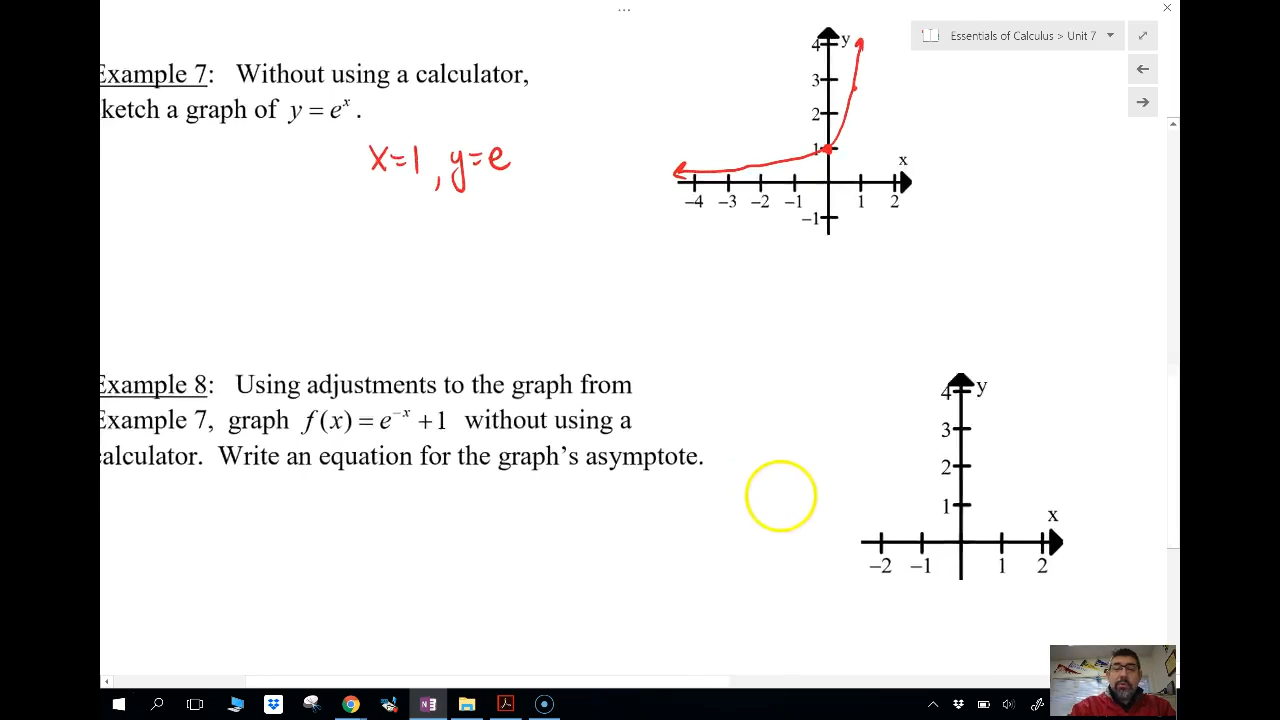 ...
Essentials of Calculus > Unit 7
Example 7: Without using a calculator,
ketch a graph of y = eˣ .
x=1 , y=e
y
4
3
2
1
x
–4 –3 –2 –1 1 2
–1
Example 8: Using adjustments to the graph from
Example 7, graph f(x) = e⁻ˣ +1 without using a
calculator. Write an equation for the graph's asymptote.
y
4
3
2
1
x
–2 –1 1 2